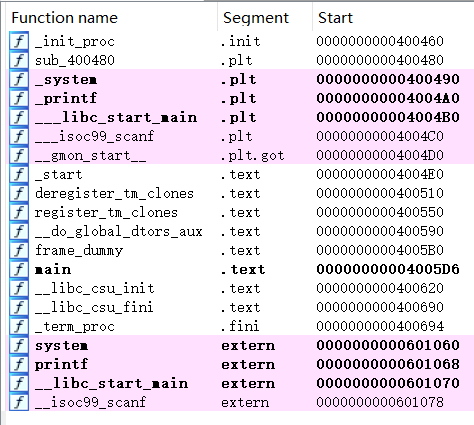 Function name Segment Start
f _init_proc .init 0000000000400460
f sub_400480 .plt 0000000000400480
f _system .plt 0000000000400490
f _printf .plt 00000000004004A0
f ___libc_start_main .plt 00000000004004B0
f ___isoc99_scanf .plt 00000000004004C0
f __gmon_start__ .plt.got 00000000004004D0
f _start .text 00000000004004E0
f deregister_tm_clones .text 0000000000400510
f register_tm_clones .text 0000000000400550
f __do_global_dtors_aux .text 0000000000400590
f frame_dummy .text 00000000004005B0
f main .text 00000000004005D6
f __libc_csu_init .text 0000000000400620
f __libc_csu_fini .text 0000000000400690
f _term_proc .fini 0000000000400694
f system extern 0000000000601060
f printf extern 0000000000601068
f __libc_start_main extern 0000000000601070
f __isoc99_scanf extern 0000000000601078